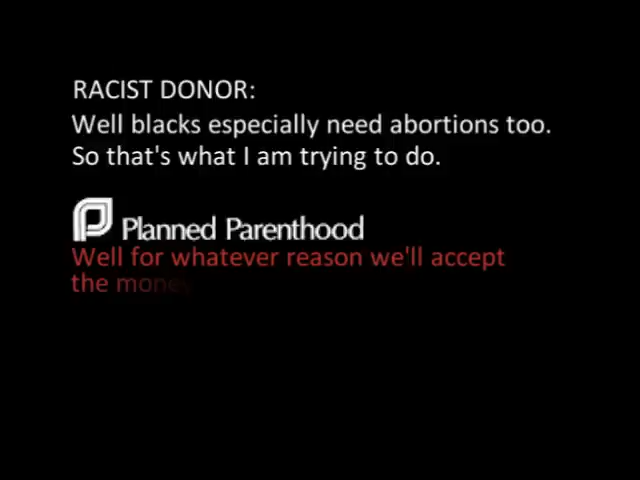 RACIST DONOR:
Well blacks especially need abortions too.
So that's what I am trying to do.
Planned Parenthood
Well for whatever reason we'll accept
the money